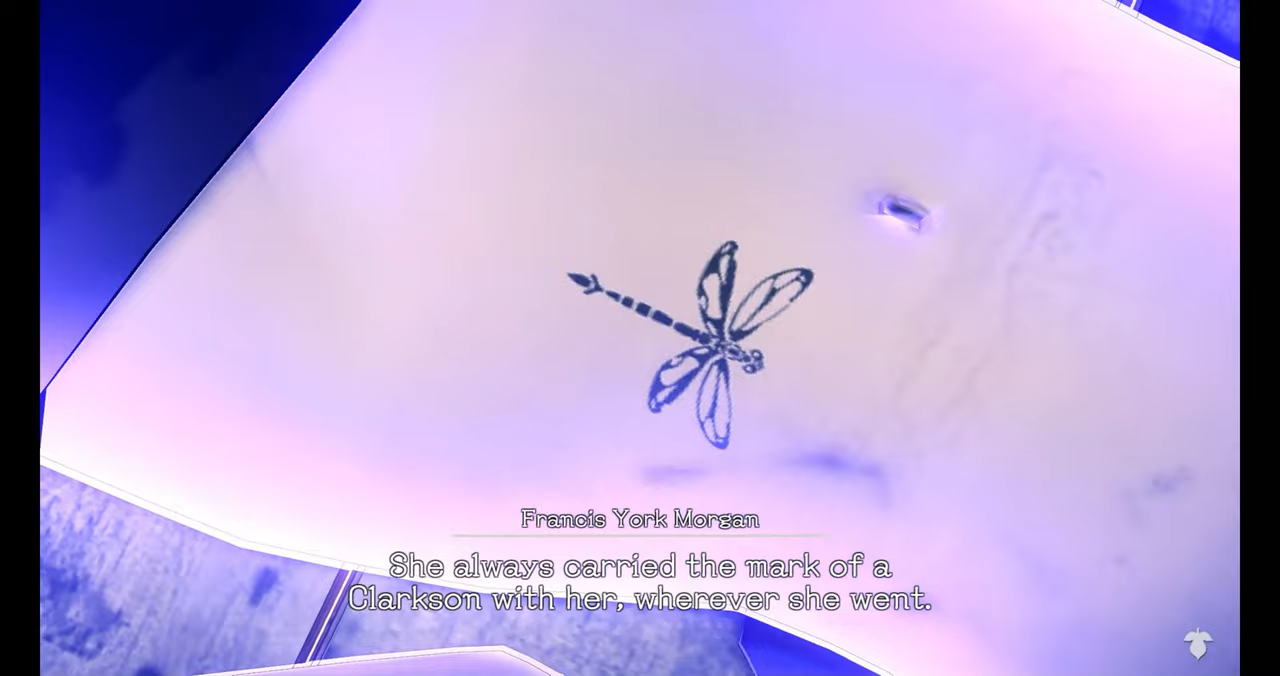 Francis York Morgan
She always carried the mark of a
Clarkson with her, wherever she went.